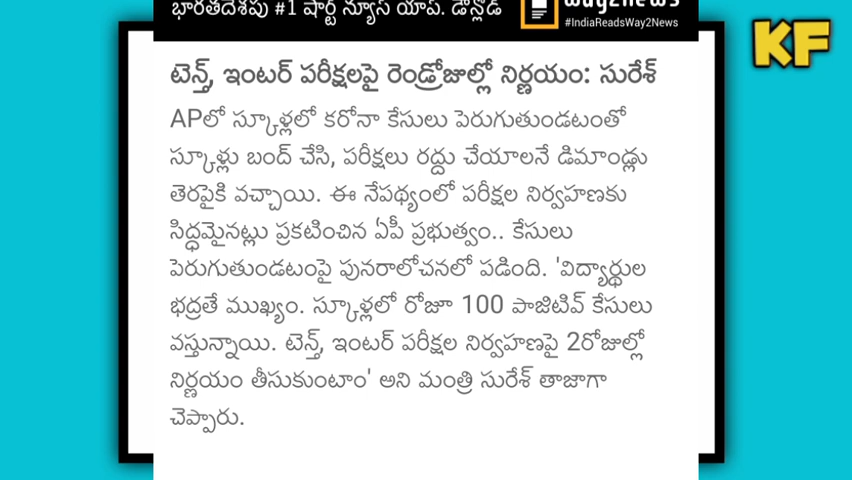 భారతదేశపు #1 షార్ట్ న్యూస్ యాప్. డౌన్లోడ్
way2news
#IndiaReadsWay2News
KF
టెన్త్, ఇంటర్ పరీక్షలపై రెండ్రోజుల్లో నిర్ణయం: సురేశ్
APలో స్కూళ్లలో కరోనా కేసులు పెరుగుతుండటంతో
స్కూళ్లు బంద్ చేసి, పరీక్షలు రద్దు చేయాలనే డిమాండ్లు
తెరపైకి వచ్చాయి. ఈ నేపథ్యంలో పరీక్షల నిర్వహణకు
సిద్ధమైనట్లు ప్రకటించిన ఏపీ ప్రభుత్వం.. కేసులు
పెరుగుతుండటంపై పునరాలోచనలో పడింది. 'విద్యార్థుల
భద్రతే ముఖ్యం. స్కూళ్లలో రోజూ 100 పాజిటివ్ కేసులు
వస్తున్నాయి. టెన్త్, ఇంటర్ పరీక్షల నిర్వహణపై 2రోజుల్లో
నిర్ణయం తీసుకుంటాం' అని మంత్రి సురేశ్ తాజాగా
చెప్పారు.